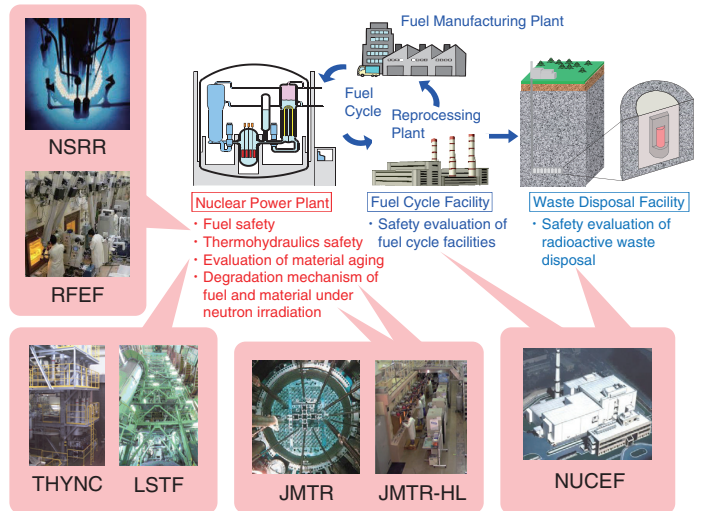 Fuel Manufacturing Plant
Fuel
Cycle
Reprocessing
Plant
NSRR
RFEF
Nuclear Power Plant
・Fuel safety
・Thermohydraulics safety
・Evaluation of material aging
・Degradation mechanism of
fuel and material under
neutron irradiation
Fuel Cycle Facility
・Safety evaluation of
fuel cycle facilities
Waste Disposal Facility
・Safety evaluation of
radioactive waste
disposal
THYNC
LSTF
JMTR
JMTR-HL
NUCEF